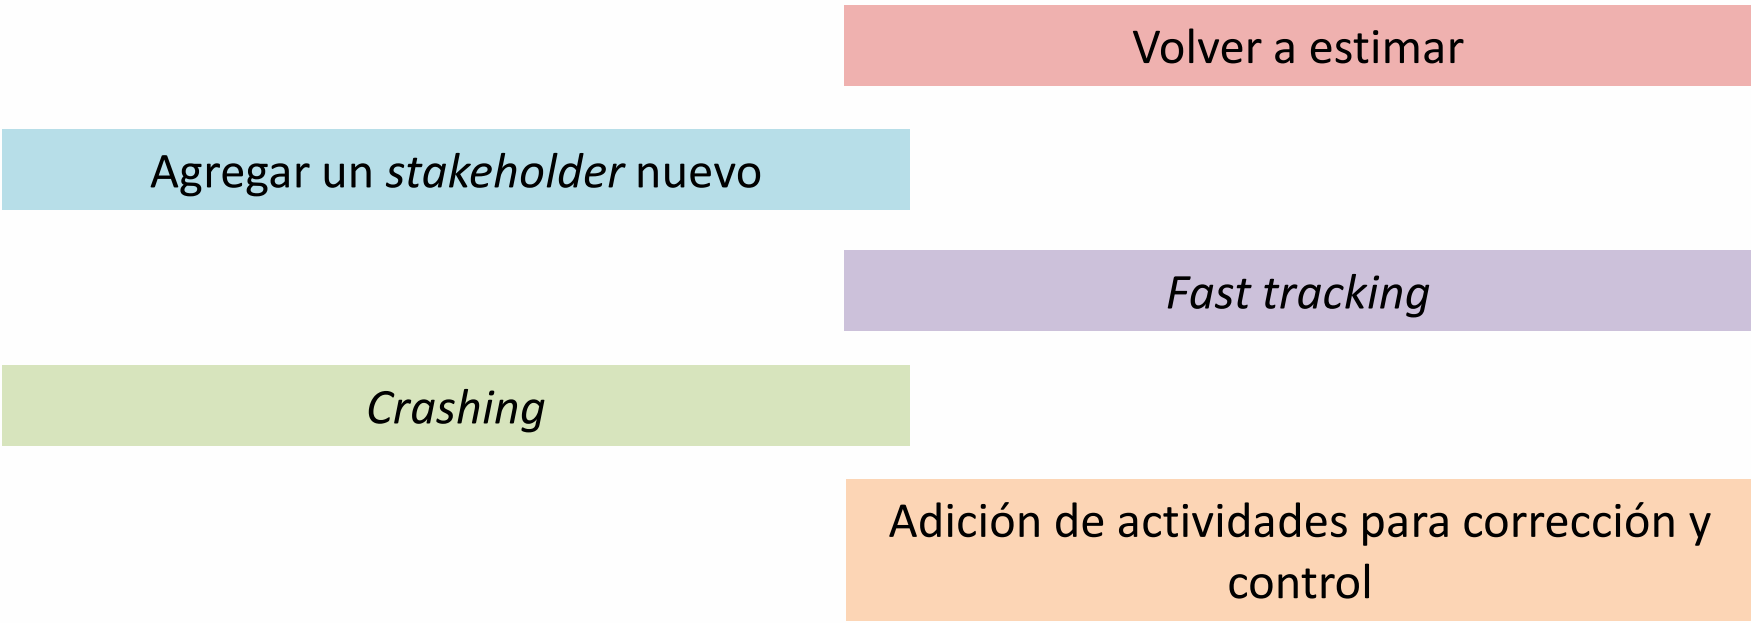 Volver a estimar
Agregar un stakeholder nuevo
Fast tracking
Crashing
Adición de actividades para corrección y
control